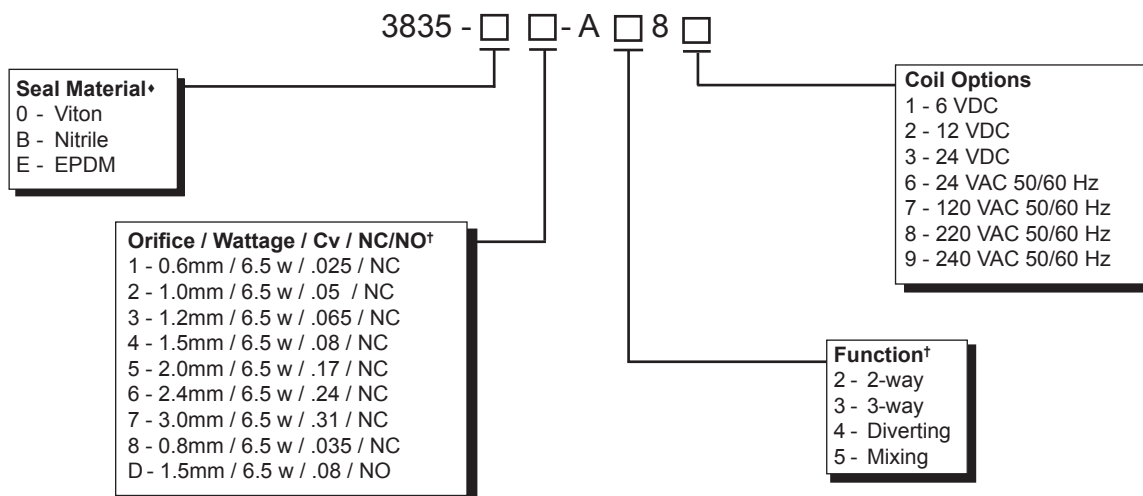 3835 - □ □ - A □ 8 □
Seal Material♦
0 - Viton
B - Nitrile
E - EPDM
Orifice / Wattage / Cv / NC/NO†
1 - 0.6mm / 6.5 w / .025 / NC
2 - 1.0mm / 6.5 w / .05 / NC
3 - 1.2mm / 6.5 w / .065 / NC
4 - 1.5mm / 6.5 w / .08 / NC
5 - 2.0mm / 6.5 w / .17 / NC
6 - 2.4mm / 6.5 w / .24 / NC
7 - 3.0mm / 6.5 w / .31 / NC
8 - 0.8mm / 6.5 w / .035 / NC
D - 1.5mm / 6.5 w / .08 / NO
Function†
2 - 2-way
3 - 3-way
4 - Diverting
5 - Mixing
Coil Options
1 - 6 VDC
2 - 12 VDC
3 - 24 VDC
6 - 24 VAC 50/60 Hz
7 - 120 VAC 50/60 Hz
8 - 220 VAC 50/60 Hz
9 - 240 VAC 50/60 Hz